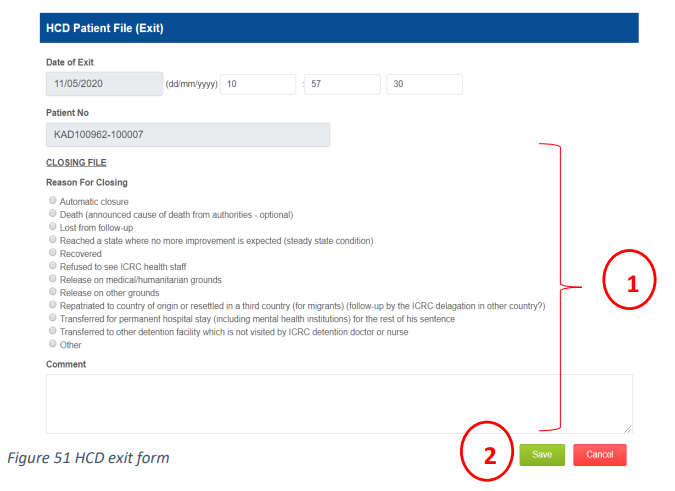 HCD Patient File (Exit)
Date of Exit
11/05/2020 (dd/mm/yyyy) 10 : 57 30
Patient No
KAD100962-100007
CLOSING FILE
Reason For Closing
Automatic closure
Death (announced cause of death from authorities - optional)
Lost from follow-up
Reached a state where no more improvement is expected (steady state condition)
Recovered
Refused to see ICRC health staff
Release on medical/humanitarian grounds
Release on other grounds
Repatriated to country of origin or resettled in a third country (for migrants) (follow-up by the ICRC delagation in other country?)
Transferred for permanent hospital stay (including mental health institutions) for the rest of his sentence
Transferred to other detention facility which is not visited by ICRC detention doctor or nurse
Other
1
Comment
2
Save Cancel
Figure 51 HCD exit form